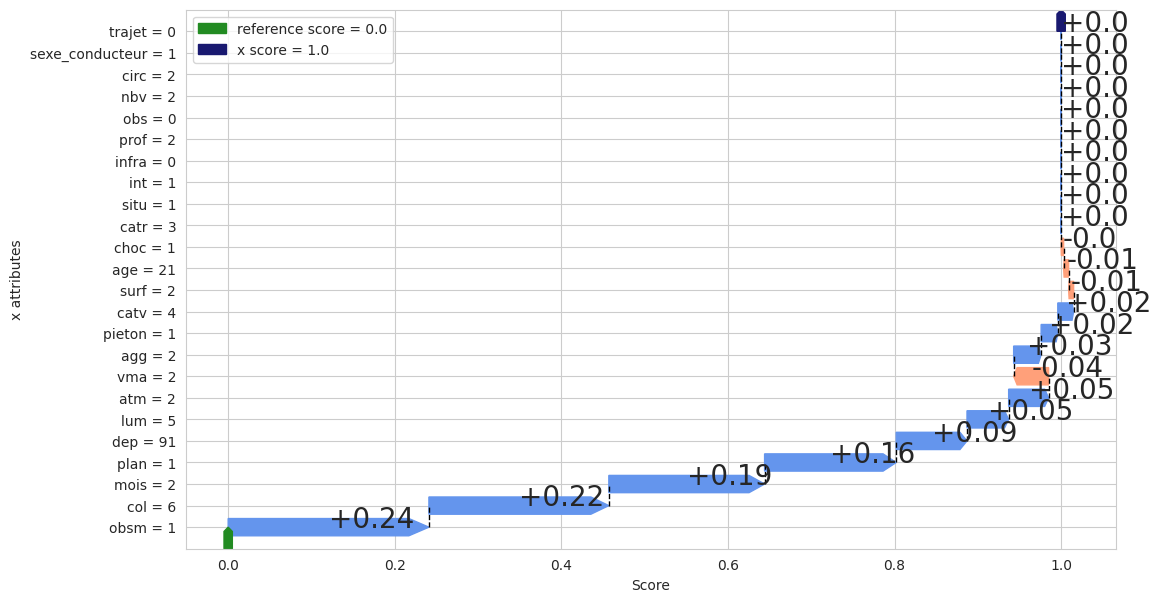 reference score = 0.0
x score = 1.0
x attributes
trajet = 0
+0.0
sexe_conducteur = 1
+0.0
circ = 2
+0.0
nbv = 2
+0.0
obs = 0
+0.0
prof = 2
+0.0
infra = 0
+0.0
int = 1
+0.0
situ = 1
+0.0
catr = 3
+0.0
choc = 1
-0.0
age = 21
-0.01
surf = 2
-0.01
catv = 4
+0.02
pieton = 1
+0.02
agg = 2
+0.03
vma = 2
-0.04
atm = 2
+0.05
lum = 5
+0.05
dep = 91
+0.09
plan = 1
+0.16
mois = 2
+0.19
col = 6
+0.22
obsm = 1
+0.24
0.0 0.2 0.4 0.6 0.8 1.0
Score